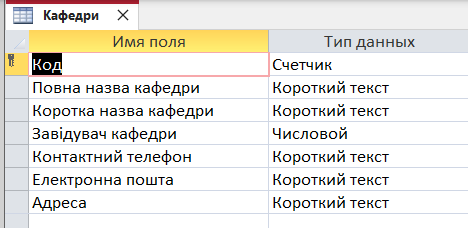 Кафедри
Имя поля Тип данных
Код Счетчик
Повна назва кафедри Короткий текст
Коротка назва кафедри Короткий текст
Завідувач кафедри Числовой
Контактний телефон Короткий текст
Електронна пошта Короткий текст
Адреса Короткий текст